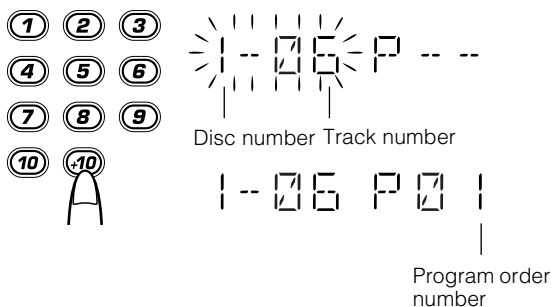 1 2 3
4 5 6
7 8 9
10 +10
1-06 P---
Disc number Track number
1-06 P01
Program order
number